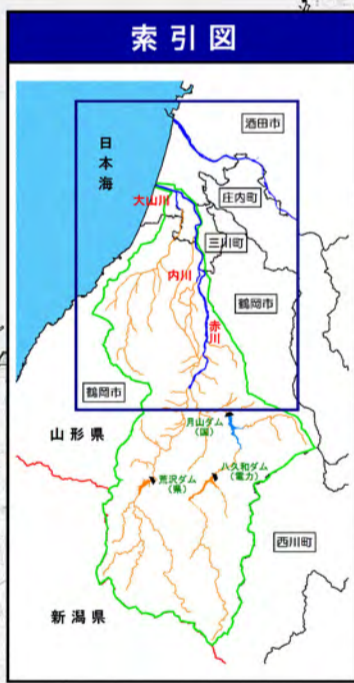 索引図
日本海
酒田市
庄内町
大山川
三川町
内川
鶴岡市
赤川
鶴岡市
月山ダム
(国)
山形県
荒沢ダム
(県)
八久和ダム
(電力)
西川町
新潟県